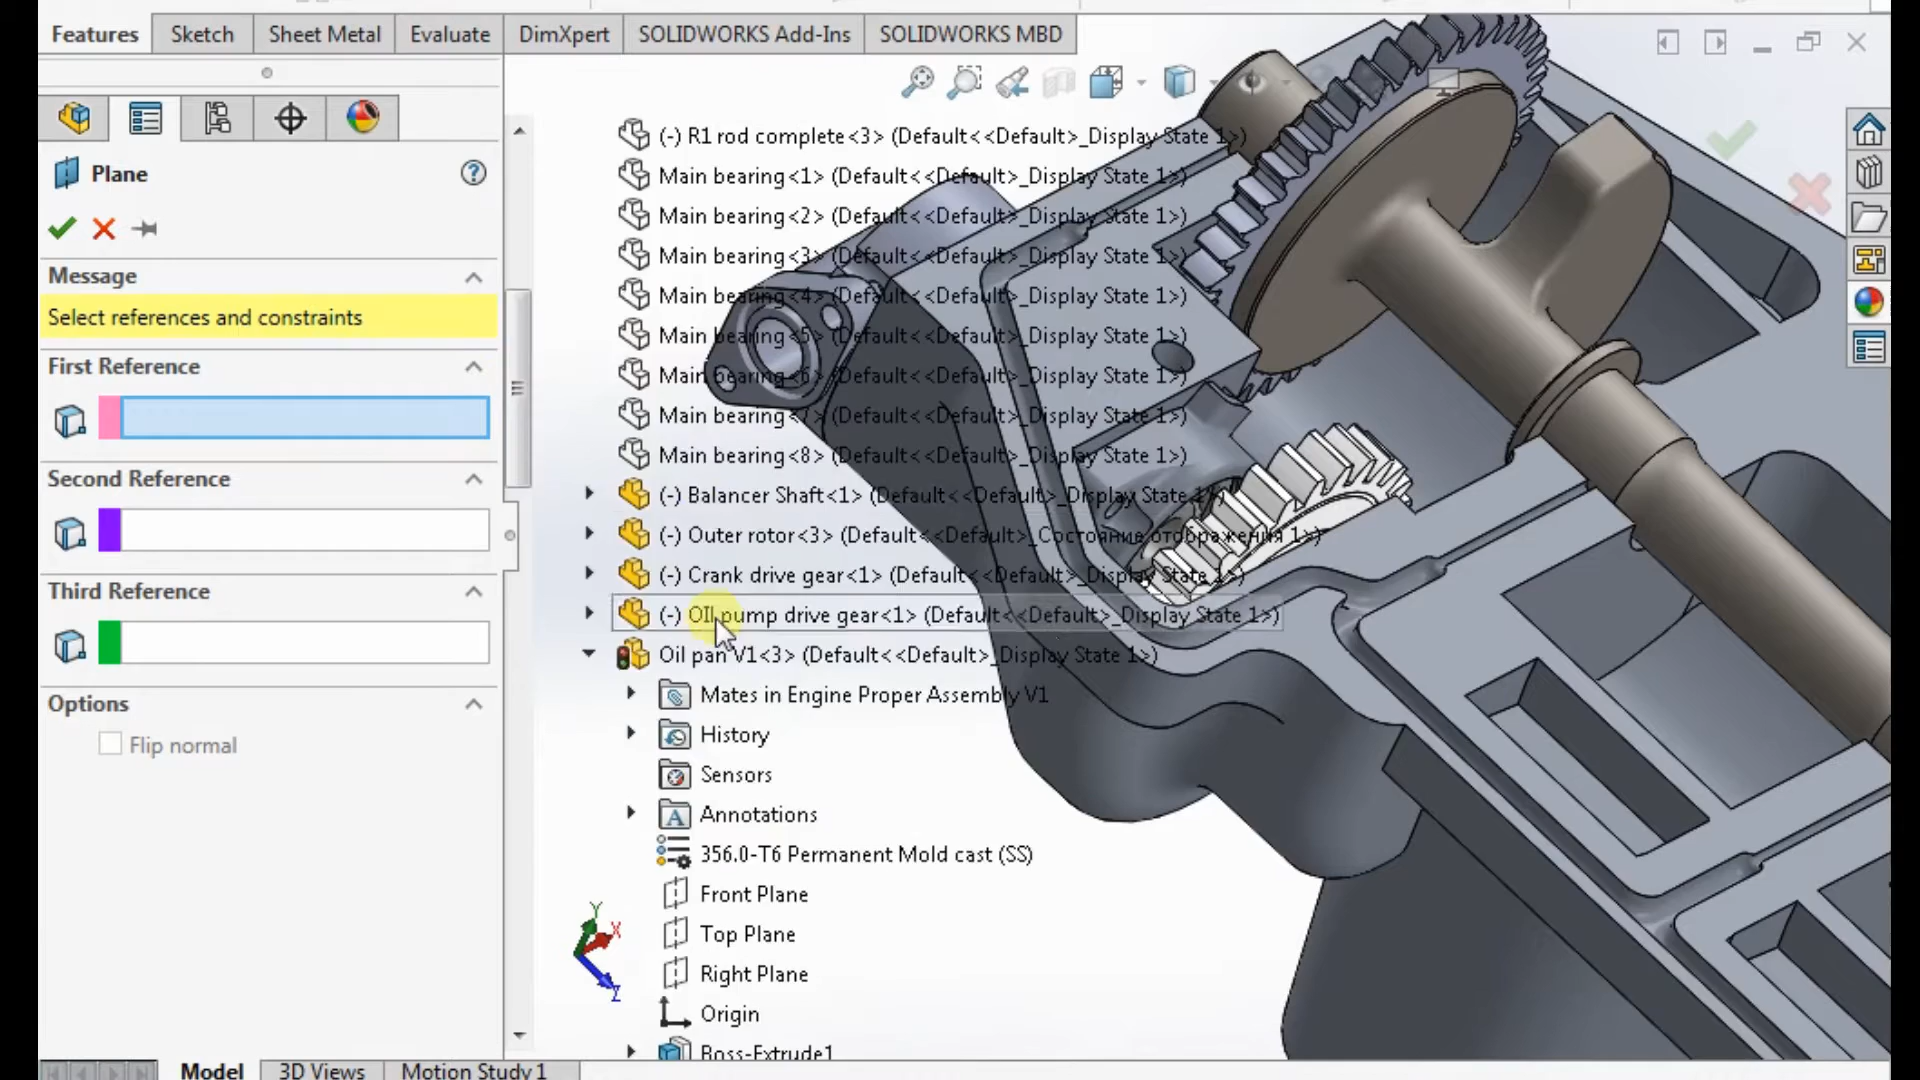 Features Sketch Sheet Metal Evaluate DimXpert SOLIDWORKS Add-Ins SOLIDWORKS MBD
Plane
Message
Select references and constraints
First Reference
Second Reference
Third Reference
Options
Flip normal
(-) R1 rod complete<3> (Default<<Default>_Display State 1>)
Main bearing<1> (Default<<Default>_Display State 1>)
Main bearing<2> (Default<<Default>_Display State 1>)
Main bearing<3> (Default<<Default>_Display State 1>)
Main bearing<4> (Default<<Default>_Display State 1>)
Main bearing<5> (Default<<Default>_Display State 1>)
Main bearing<6> (Default<<Default>_Display State 1>)
Main bearing<7> (Default<<Default>_Display State 1>)
Main bearing<8> (Default<<Default>_Display State 1>)
(-) Balancer Shaft<1> (Default<<Default>_Display State 1>)
(-) Outer rotor<3> (Default<<Default>_Состояние отображения 1>)
(-) Crank drive gear<1> (Default<<Default>_Display State 1>)
(-) OIl pump drive gear<1> (Default<<Default>_Display State 1>)
Oil pan V1<3> (Default<<Default>_Display State 1>)
Mates in Engine Proper Assembly V1
History
Sensors
Annotations
356.0-T6 Permanent Mold cast (SS)
Front Plane
Top Plane
Right Plane
Origin
Boss-Extrude1
Y
X
Z
Model 3D Views Motion Study 1